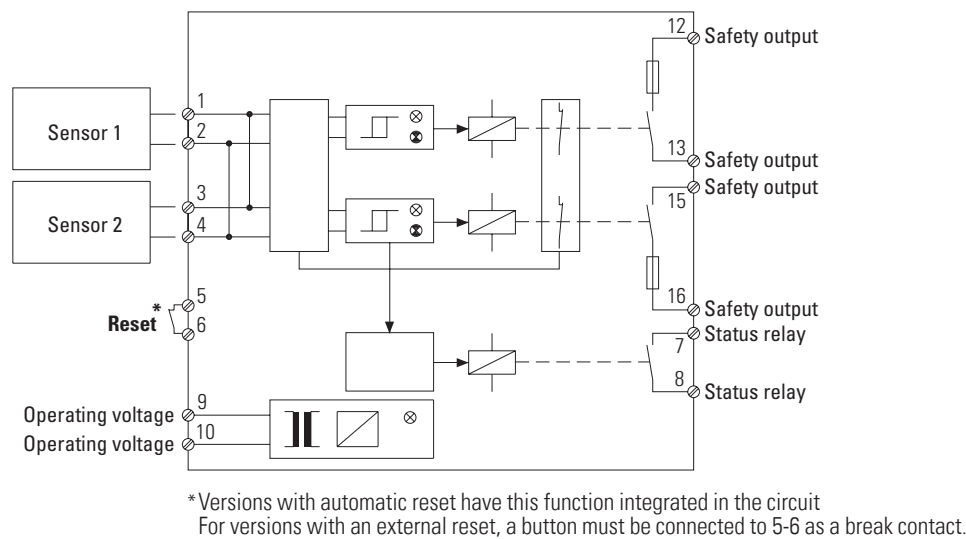 12 Safety output
Sensor 1
1
2
13 Safety output
Safety output
15
Sensor 2
3
4
5
* Reset
6
16 Safety output
Status relay
7
8 Status relay
Operating voltage 9
Operating voltage 10
* Versions with automatic reset have this function integrated in the circuit
For versions with an external reset, a button must be connected to 5-6 as a break contact.